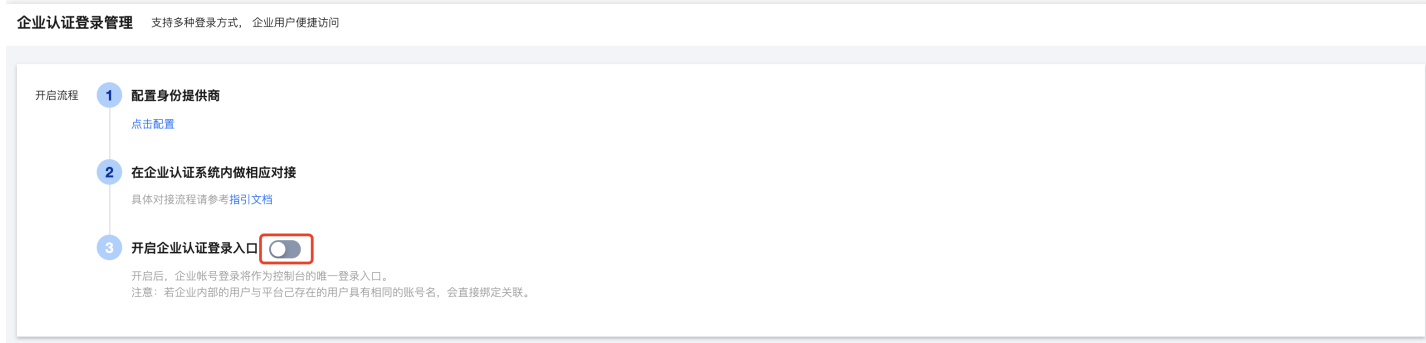 企业认证登录管理 支持多种登录方式， 企业用户便捷访问
开启流程 1 配置身份提供商
点击配置
2 在企业认证系统内做相应对接
具体对接流程请参考指引文档
3 开启企业认证登录入口
开启后，企业帐号登录将作为控制台的唯一登录入口。
注意：若企业内部的用户与平台已存在的用户具有相同的账号名，会直接绑定关联。